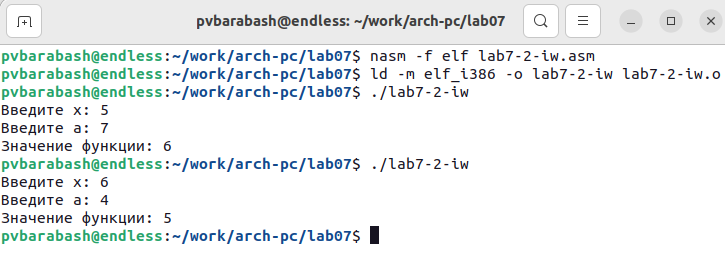 pvbarabash@endless: ~/work/arch-pc/lab07
pvbarabash@endless:~/work/arch-pc/lab07$ nasm -f elf lab7-2-iw.asm
pvbarabash@endless:~/work/arch-pc/lab07$ ld -m elf_i386 -o lab7-2-iw lab7-2-iw.o
pvbarabash@endless:~/work/arch-pc/lab07$ ./lab7-2-iw
Введите x: 5
Введите a: 7
Значение функции: 6
pvbarabash@endless:~/work/arch-pc/lab07$ ./lab7-2-iw
Введите x: 6
Введите a: 4
Значение функции: 5
pvbarabash@endless:~/work/arch-pc/lab07$